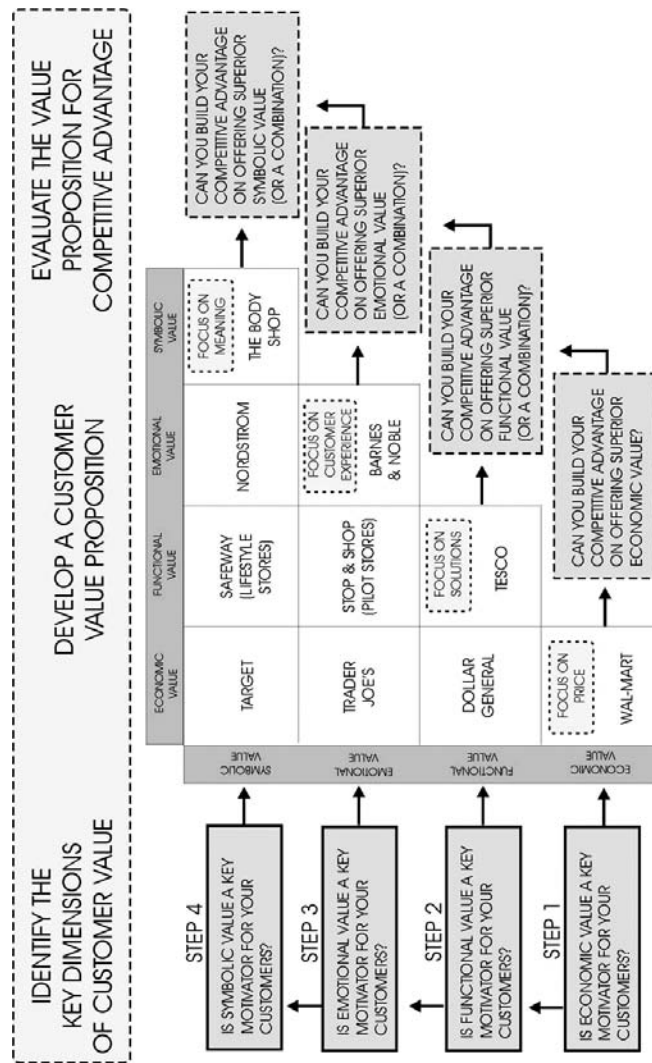 IDENTIFY THE
KEY DIMENSIONS
OF CUSTOMER VALUE
DEVELOP A CUSTOMER
VALUE PROPOSITION
EVALUATE THE VALUE
PROPOSITION FOR
COMPETITIVE ADVANTAGE
ECONOMIC
VALUE
FUNCTIONAL
VALUE
EMOTIONAL
VALUE
SYMBOLIC
VALUE
STEP 4
IS SYMBOLIC VALUE A KEY
MOTIVATOR FOR YOUR
CUSTOMERS?
SYMBOLIC
VALUE
TARGET
SAFEWAY
(LIFESTYLE
STORES)
NORDSTROM
FOCUS ON
MEANING
THE BODY
SHOP
CAN YOU BUILD YOUR
COMPETITIVE ADVANTAGE
ON OFFERING SUPERIOR
SYMBOLIC VALUE
(OR A COMBINATION)?
STEP 3
IS EMOTIONAL VALUE A KEY
MOTIVATOR FOR YOUR
CUSTOMERS?
EMOTIONAL
VALUE
TRADER
JOE'S
STOP & SHOP
(PILOT STORES)
FOCUS ON
CUSTOMER
EXPERIENCE
BARNES
& NOBLE
CAN YOU BUILD YOUR
COMPETITIVE ADVANTAGE
ON OFFERING SUPERIOR
EMOTIONAL VALUE
(OR A COMBINATION)?
STEP 2
IS FUNCTIONAL VALUE A KEY
MOTIVATOR FOR YOUR
CUSTOMERS?
FUNCTIONAL
VALUE
DOLLAR
GENERAL
FOCUS ON
SOLUTIONS
TESCO
CAN YOU BUILD YOUR
COMPETITIVE ADVANTAGE
ON OFFERING SUPERIOR
FUNCTIONAL VALUE
(OR A COMBINATION)?
STEP 1
IS ECONOMIC VALUE A KEY
MOTIVATOR FOR YOUR
CUSTOMERS?
ECONOMIC
VALUE
FOCUS ON
PRICE
WAL-MART
CAN YOU BUILD YOUR
COMPETITIVE ADVANTAGE
ON OFFERING SUPERIOR
ECONOMIC VALUE?